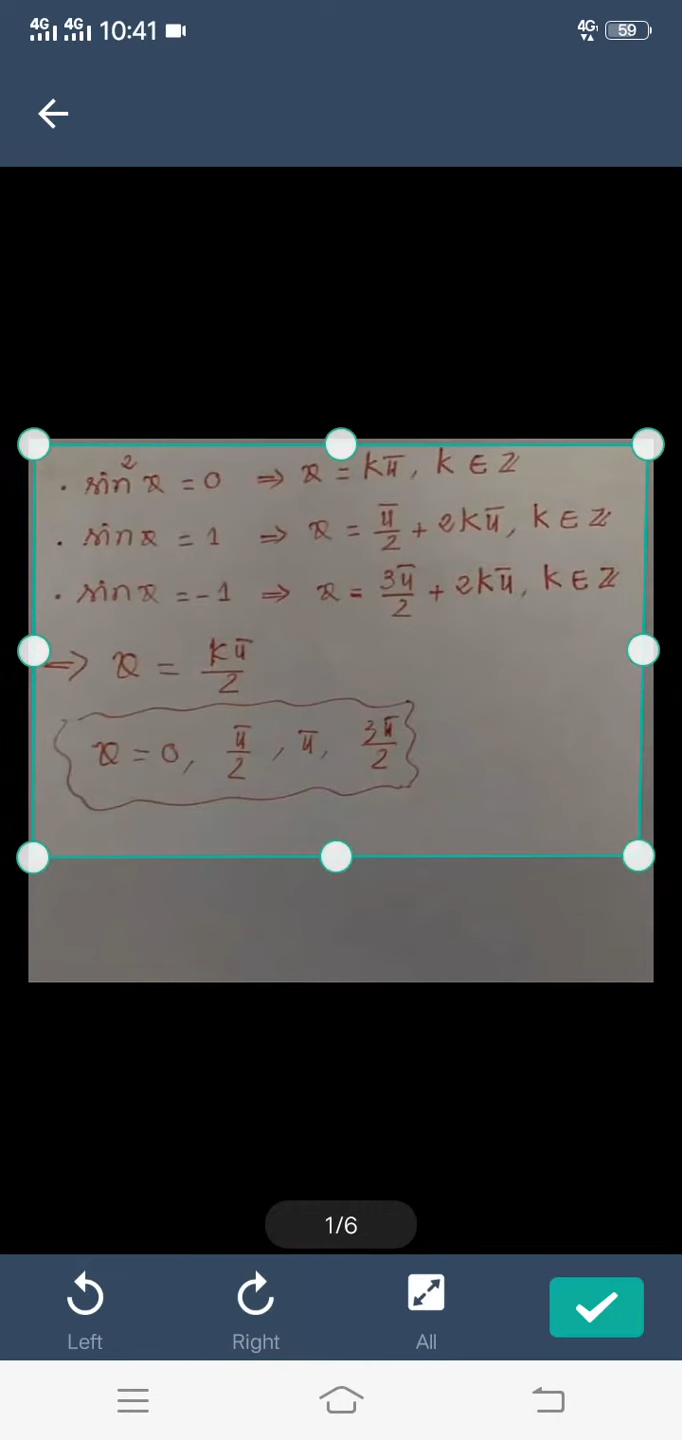 4G 4G 10:41 4G 59
· sin²x = 0 ⇒ x = kπ, k ∈ ℤ
· sin x = 1 ⇒ x = π/2 + 2kπ, k ∈ ℤ
· sin x = -1 ⇒ x = 3π/2 + 2kπ, k ∈ ℤ
⇒ x = kπ/2
x = 0, π/2, π, 3π/2
1/6
Left Right All